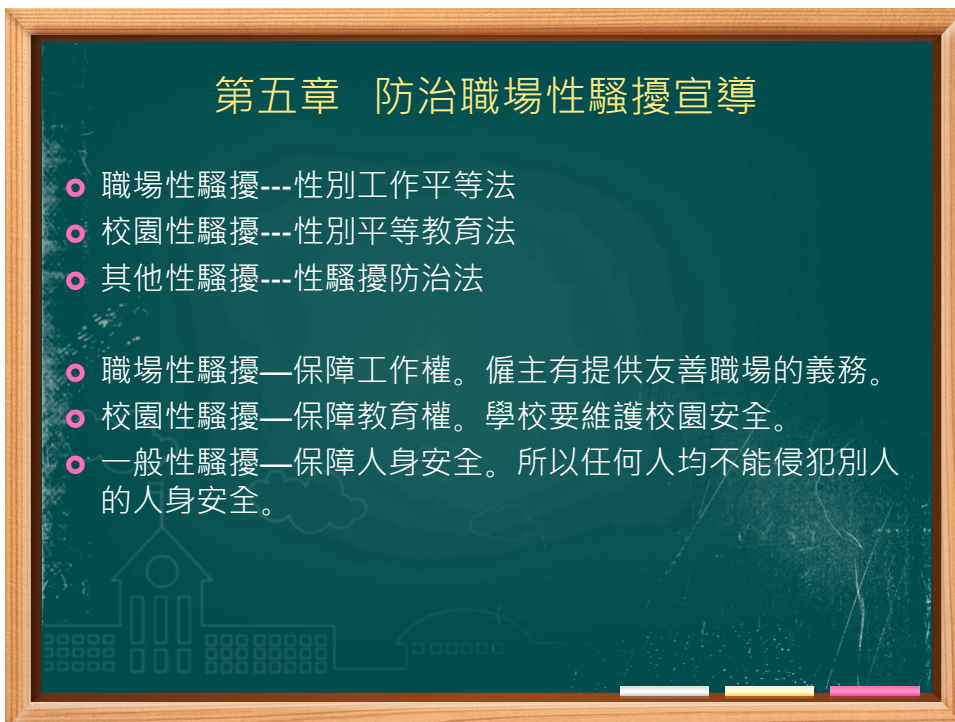 第五章 防治職場性騷擾宣導
職場性騷擾---性別工作平等法
校園性騷擾---性別平等教育法
其他性騷擾---性騷擾防治法
職場性騷擾—保障工作權。僱主有提供友善職場的義務。
校園性騷擾—保障教育權。學校要維護校園安全。
一般性騷擾—保障人身安全。所以任何人均不能侵犯別人
的人身安全。